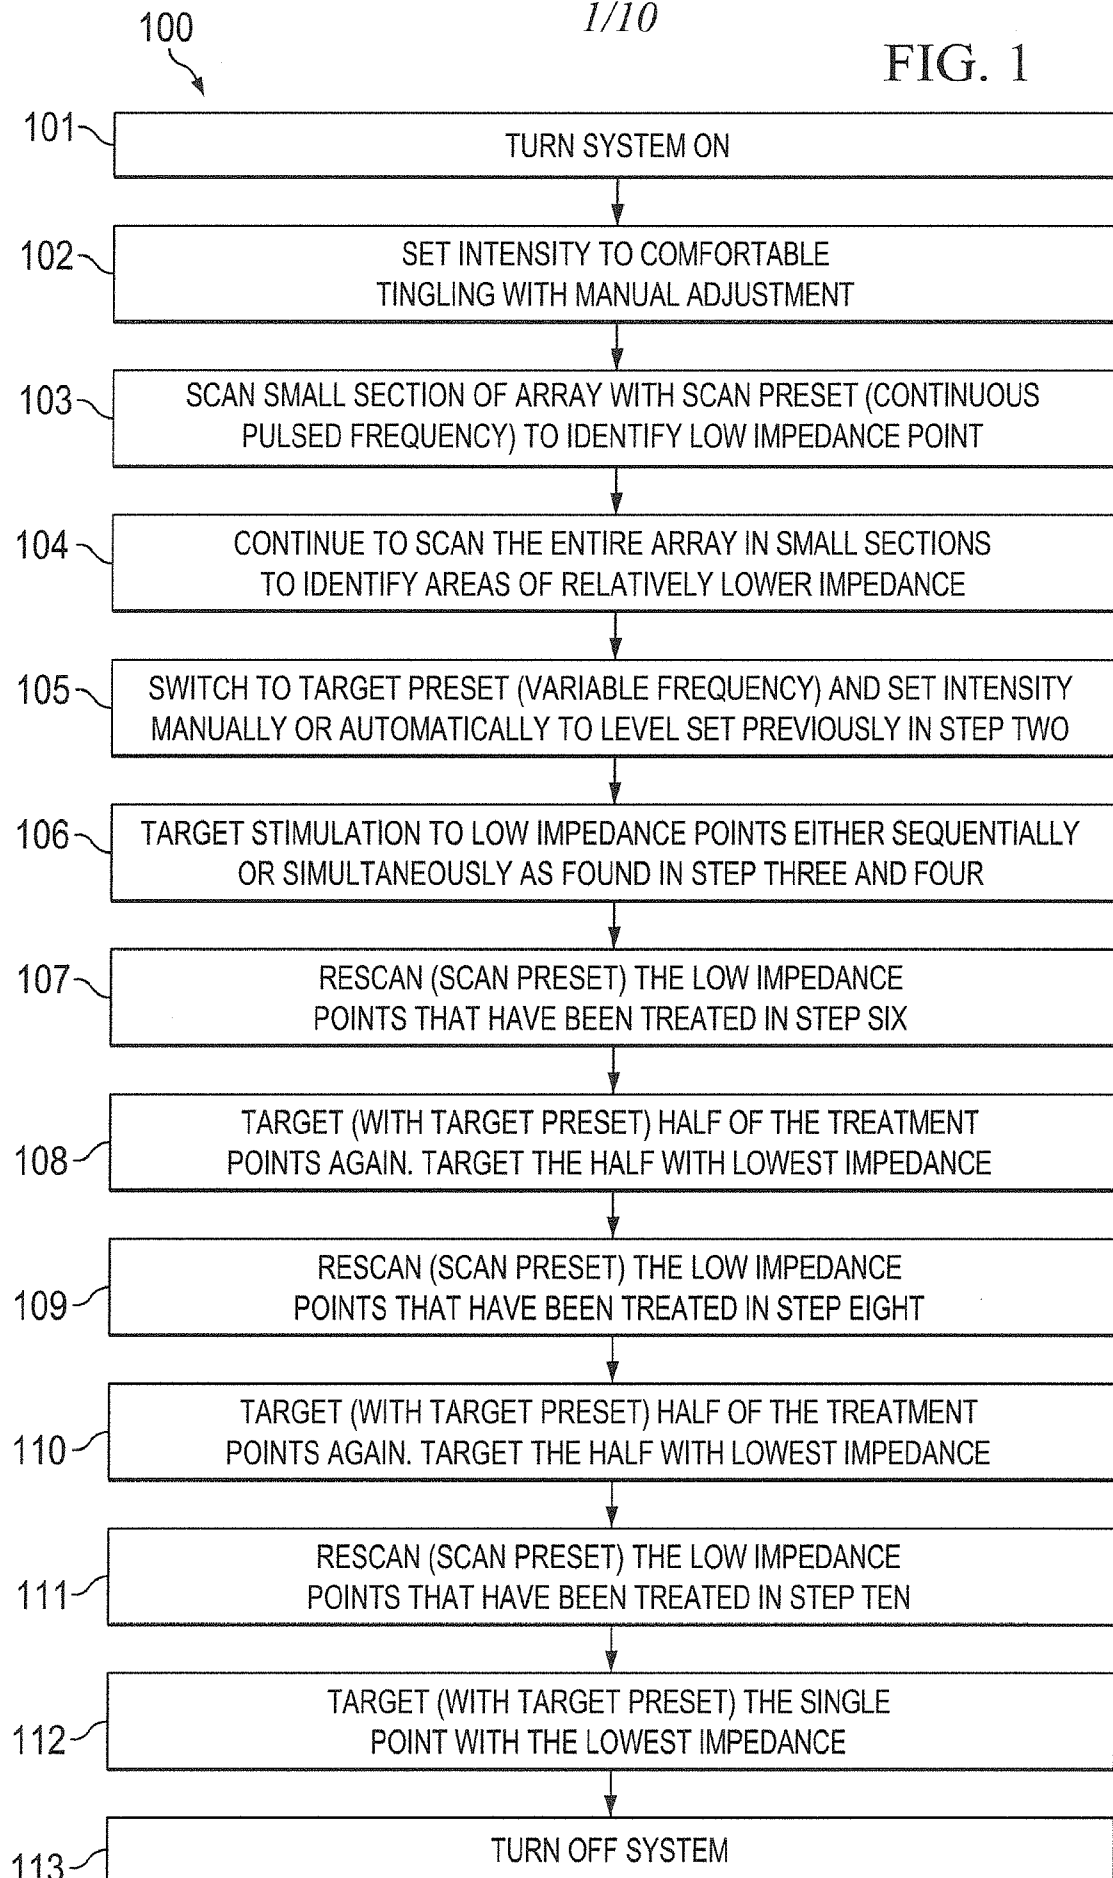 1/10
100
FIG. 1
101
TURN SYSTEM ON
102
SET INTENSITY TO COMFORTABLE
TINGLING WITH MANUAL ADJUSTMENT
103
SCAN SMALL SECTION OF ARRAY WITH SCAN PRESET (CONTINUOUS
PULSED FREQUENCY) TO IDENTIFY LOW IMPEDANCE POINT
104
CONTINUE TO SCAN THE ENTIRE ARRAY IN SMALL SECTIONS
TO IDENTIFY AREAS OF RELATIVELY LOWER IMPEDANCE
105
SWITCH TO TARGET PRESET (VARIABLE FREQUENCY) AND SET INTENSITY
MANUALLY OR AUTOMATICALLY TO LEVEL SET PREVIOUSLY IN STEP TWO
106
TARGET STIMULATION TO LOW IMPEDANCE POINTS EITHER SEQUENTIALLY
OR SIMULTANEOUSLY AS FOUND IN STEP THREE AND FOUR
107
RESCAN (SCAN PRESET) THE LOW IMPEDANCE
POINTS THAT HAVE BEEN TREATED IN STEP SIX
108
TARGET (WITH TARGET PRESET) HALF OF THE TREATMENT
POINTS AGAIN. TARGET THE HALF WITH LOWEST IMPEDANCE
109
RESCAN (SCAN PRESET) THE LOW IMPEDANCE
POINTS THAT HAVE BEEN TREATED IN STEP EIGHT
110
TARGET (WITH TARGET PRESET) HALF OF THE TREATMENT
POINTS AGAIN. TARGET THE HALF WITH LOWEST IMPEDANCE
111
RESCAN (SCAN PRESET) THE LOW IMPEDANCE
POINTS THAT HAVE BEEN TREATED IN STEP TEN
112
TARGET (WITH TARGET PRESET) THE SINGLE
POINT WITH THE LOWEST IMPEDANCE
113
TURN OFF SYSTEM